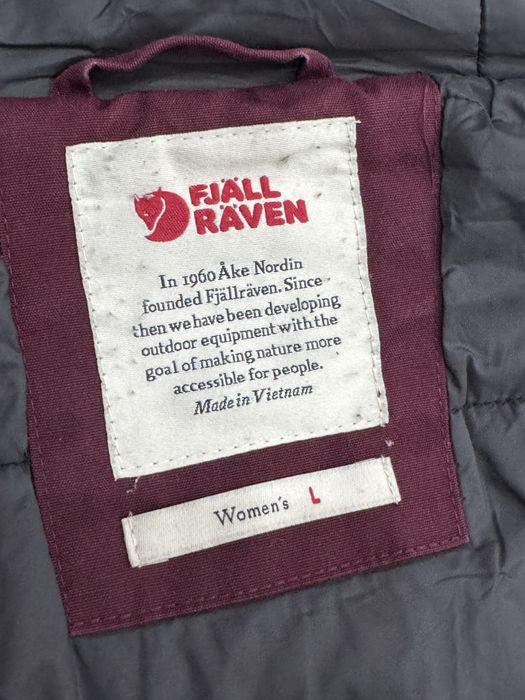 FJÄLL
RÄVEN
In 1960 Åke Nordin
founded Fjällräven. Since
then we have been developing
outdoor equipment with the
goal of making nature more
accessible for people.
Made in Vietnam
Women's L